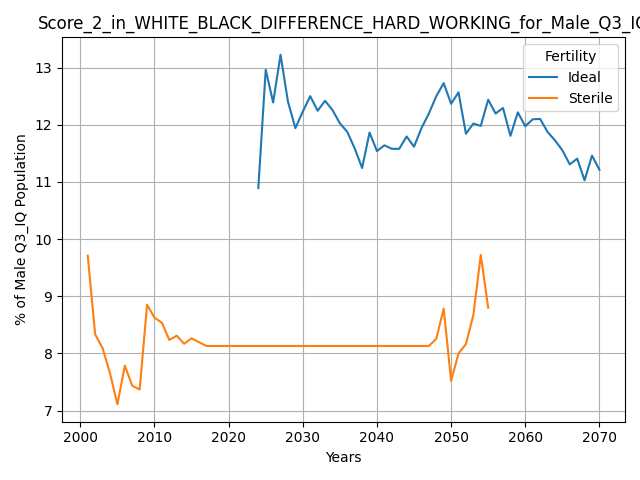 Score_2_in_WHITE_BLACK_DIFFERENCE_HARD_WORKING_for_Male_Q3_IQ
Fertility
Ideal
Sterile
% of Male Q3_IQ Population
13
12
11
10
9
8
7
2000 2010 2020 2030 2040 2050 2060 2070
Years